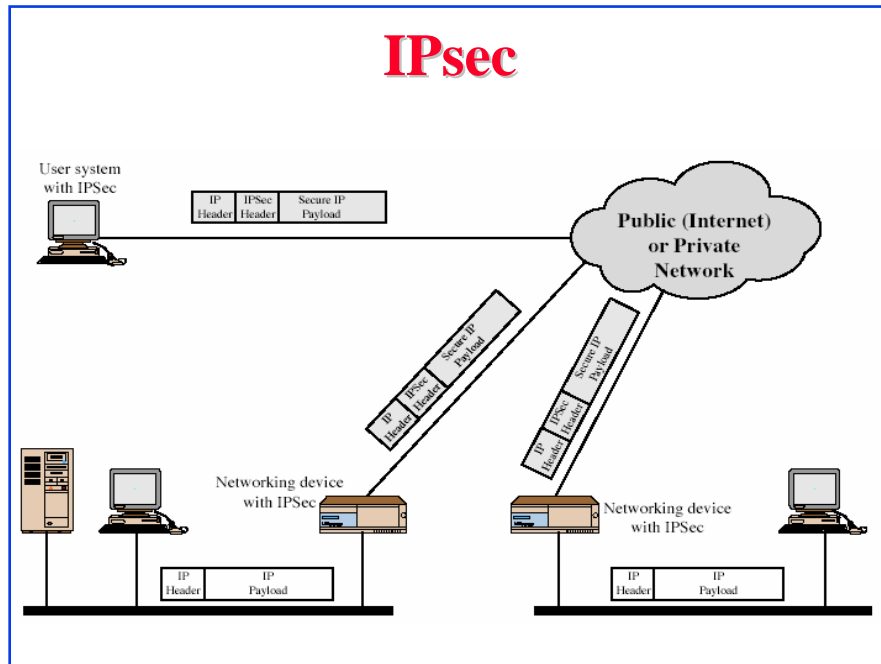 IPsec
User system
with IPSec
IP
Header
IPSec
Header
Secure IP
Payload
Public (Internet)
or Private
Network
IP
Header
IPSec
Header
Secure IP
Payload
IP
Header
IPSec
Header
Secure IP
Payload
Networking device
with IPSec
Networking device
with IPSec
IP
Header
IP
Payload
IP
Header
IP
Payload